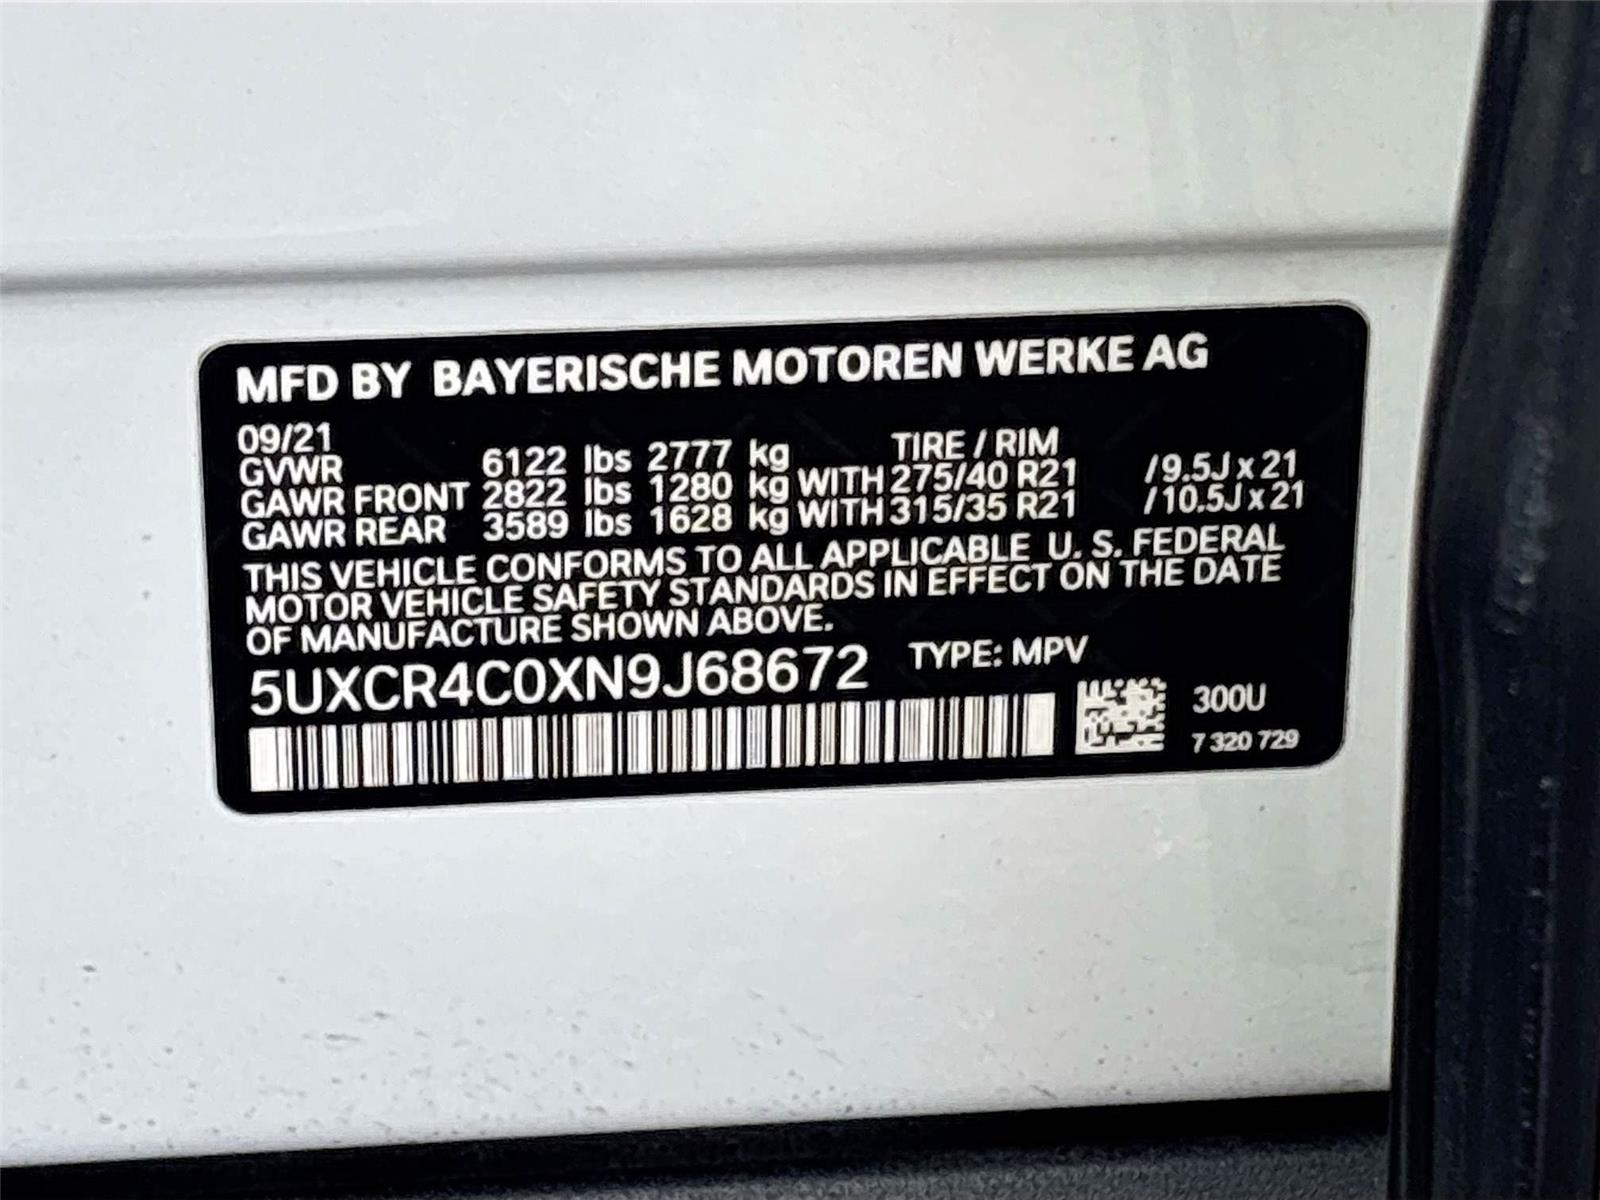 MFD BY BAYERISCHE MOTOREN WERKE AG
09/21 TIRE / RIM
GVWR 6122 lbs 2777 kg
GAWR FRONT 2822 lbs 1280 kg WITH 275/40 R21 /9.5J x 21
GAWR REAR 3589 lbs 1628 kg WITH 315/35 R21 /10.5J x 21
THIS VEHICLE CONFORMS TO ALL APPLICABLE U. S. FEDERAL
MOTOR VEHICLE SAFETY STANDARDS IN EFFECT ON THE DATE
OF MANUFACTURE SHOWN ABOVE.
5UXCR4C0XN9J68672 TYPE: MPV
300U
7 320 729